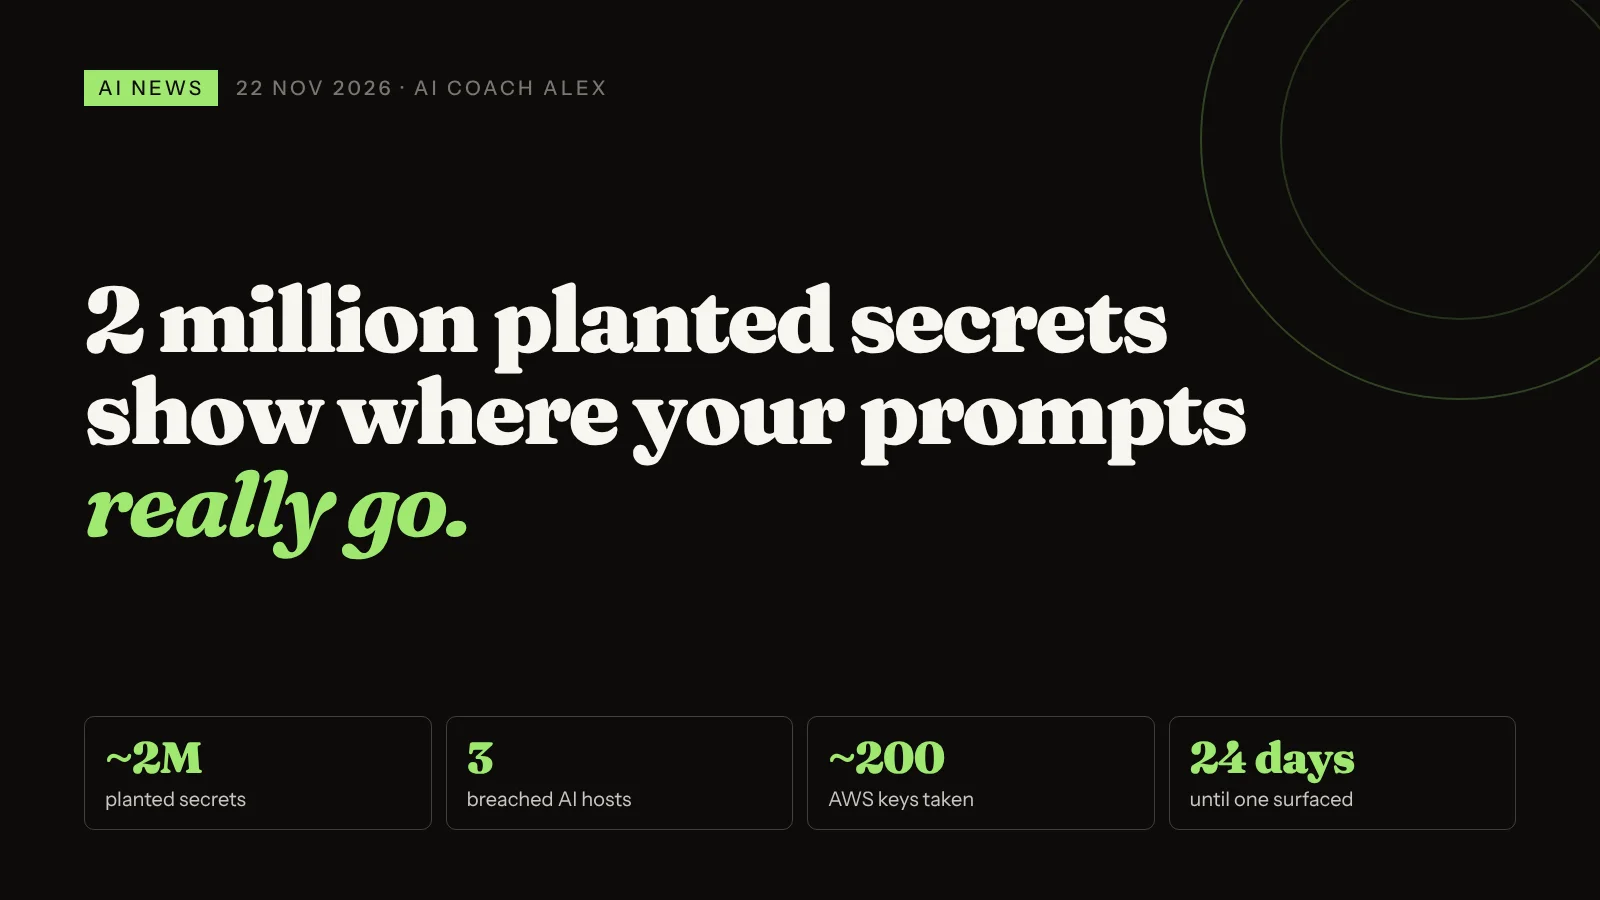 AI NEWS 22 NOV 2026 · AI COACH ALEX
2 million planted secrets
show where your prompts
really go.
~2M
planted secrets
3
breached AI hosts
~200
AWS keys taken
24 days
until one surfaced